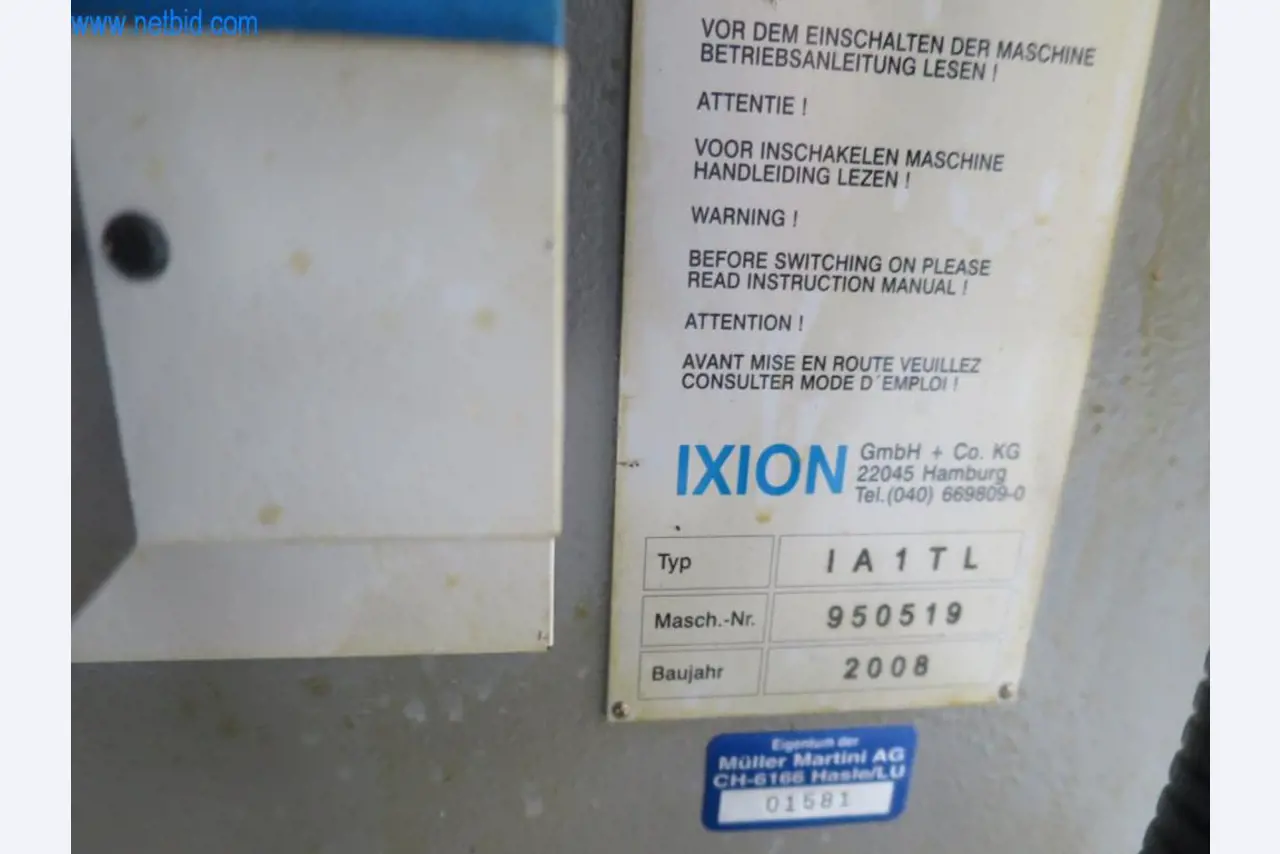 www.netbid.com
VOR DEM EINSCHALTEN DER MASCHINE
BETRIEBSANLEITUNG LESEN !
ATTENTIE !
VOOR INSCHAKELEN MASCHINE
HANDLEIDING LEZEN !
WARNING !
BEFORE SWITCHING ON PLEASE
READ INSTRUCTION MANUAL !
ATTENTION !
AVANT MISE EN ROUTE VEUILLEZ
CONSULTER MODE D´EMPLOI !
IXION GmbH + Co. KG
22045 Hamburg
Tel.(040) 669809-0
Typ IA1TL
Masch.-Nr. 950519
Baujahr 2008
Eigentum der
Müller Martini AG
CH-6166 Hasle/LU
01581